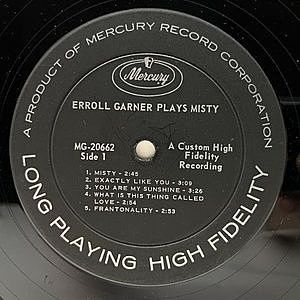 A PRODUCT OF MERCURY RECORD CORPORATION
Mercury
ERROLL GARNER PLAYS MISTY
MG-20662
Side 1
A Custom High
Fidelity
Recording
1. MISTY - 2:45
2. EXACTLY LIKE YOU - 3:09
3. YOU ARE MY SUNSHINE - 3:26
4. WHAT IS THIS THING CALLED
LOVE - 2:54
5. FRANTONALITY - 2:53
LONG PLAYING HIGH FIDELITY